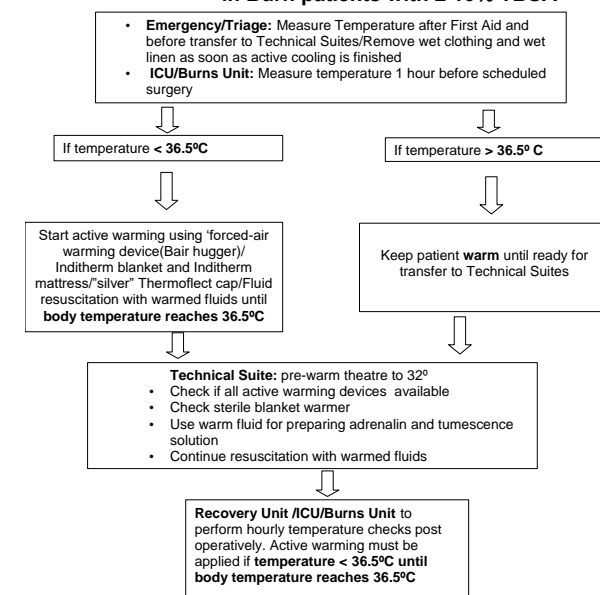 in Burn patients with ≥ 10% TBSA
• Emergency/Triage: Measure Temperature after First Aid and
before transfer to Technical Suites/Remove wet clothing and wet
linen as soon as active cooling is finished
• ICU/Burns Unit: Measure temperature 1 hour before scheduled
surgery
If temperature < 36.5ºC
If temperature > 36.5º C
Start active warming using ‘forced-air
warming device(Bair hugger)/
Inditherm blanket and Inditherm
mattress/”silver” Thermoflect cap/Fluid
resuscitation with warmed fluids until
body temperature reaches 36.5ºC
Keep patient warm until ready for
transfer to Technical Suites
Technical Suite: pre-warm theatre to 32º
• Check if all active warming devices available
• Check sterile blanket warmer
• Use warm fluid for preparing adrenalin and tumescence
solution
• Continue resuscitation with warmed fluids
Recovery Unit /ICU/Burns Unit to
perform hourly temperature checks post
operatively. Active warming must be
applied if temperature < 36.5ºC until
body temperature reaches 36.5ºC